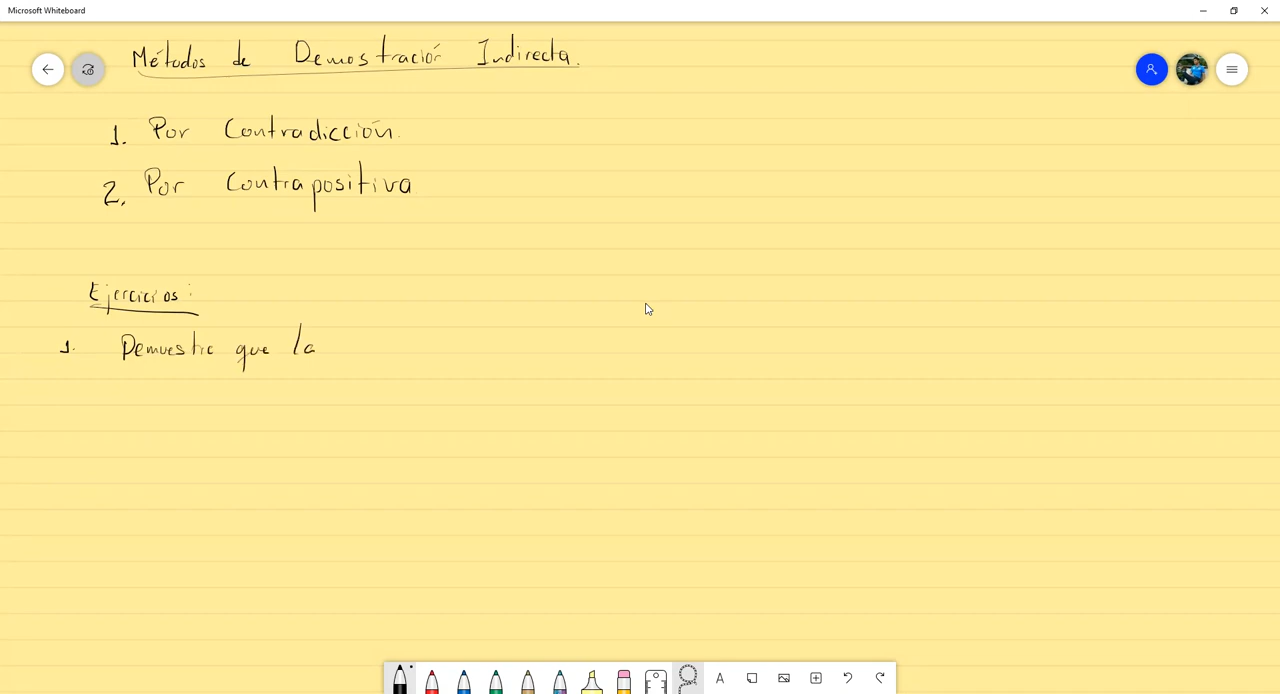 Microsoft Whiteboard
Métodos de Demostración Indirecta.
1. Por Contradicción.
2. Por Contrapositiva
Ejercicios:
1. Demuestre que la
A